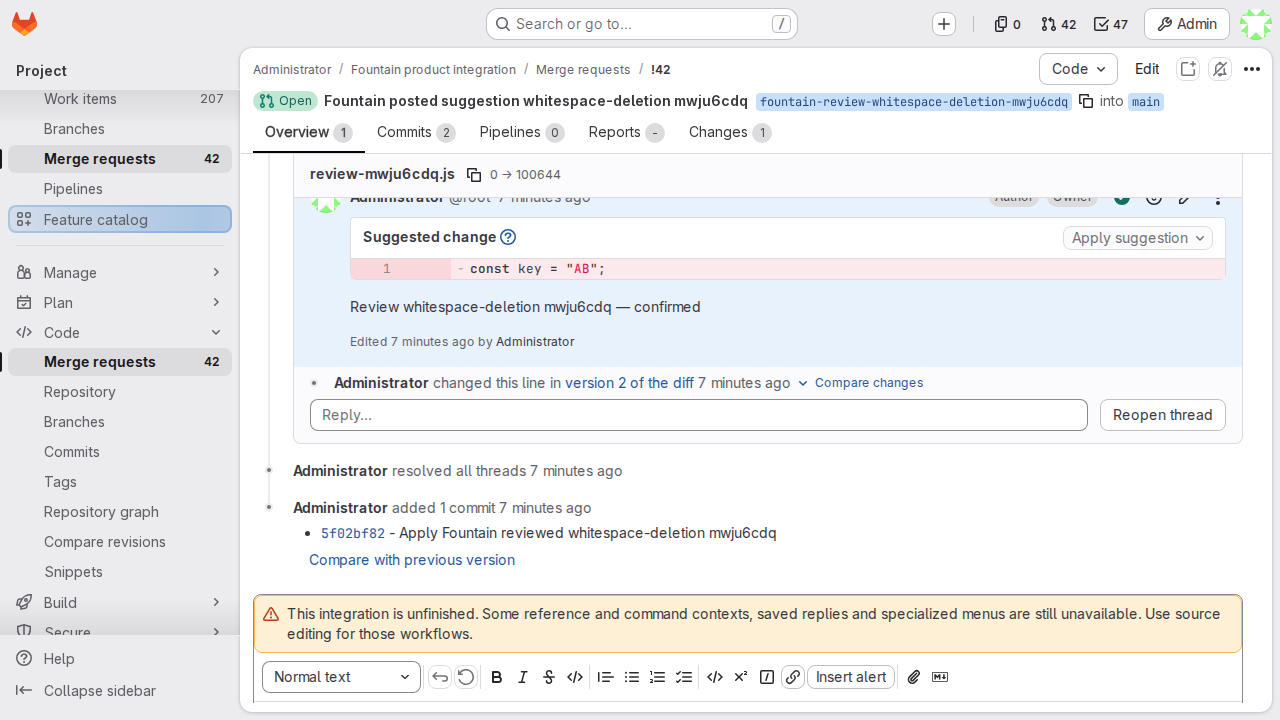 Search or go to...
/
0
42
47
Admin
Project
Work items 207
Branches
Merge requests 42
Pipelines
Feature catalog
Manage
Plan
Code
Merge requests 42
Repository
Branches
Commits
Tags
Repository graph
Compare revisions
Snippets
Build
Secure
Help
Collapse sidebar
Administrator / Fountain product integration / Merge requests / !42
Code
Edit
Open Fountain posted suggestion whitespace-deletion mwju6cdq fountain-review-whitespace-deletion-mwju6cdq into main
Overview 1 Commits 2 Pipelines 0 Reports - Changes 1
review-mwju6cdq.js 0 → 100644
Administrator @root · 7 minutes ago Author Owner
Suggested change
Apply suggestion
1 - const key = "AB";
Review whitespace-deletion mwju6cdq — confirmed
Edited 7 minutes ago by Administrator
Administrator changed this line in version 2 of the diff 7 minutes ago Compare changes
Reply…
Reopen thread
Administrator resolved all threads 7 minutes ago
Administrator added 1 commit 7 minutes ago
• 5f02bf82 - Apply Fountain reviewed whitespace-deletion mwju6cdq
Compare with previous version
This integration is unfinished. Some reference and command contexts, saved replies and specialized menus are still unavailable. Use source
editing for those workflows.
Normal text
Insert alert